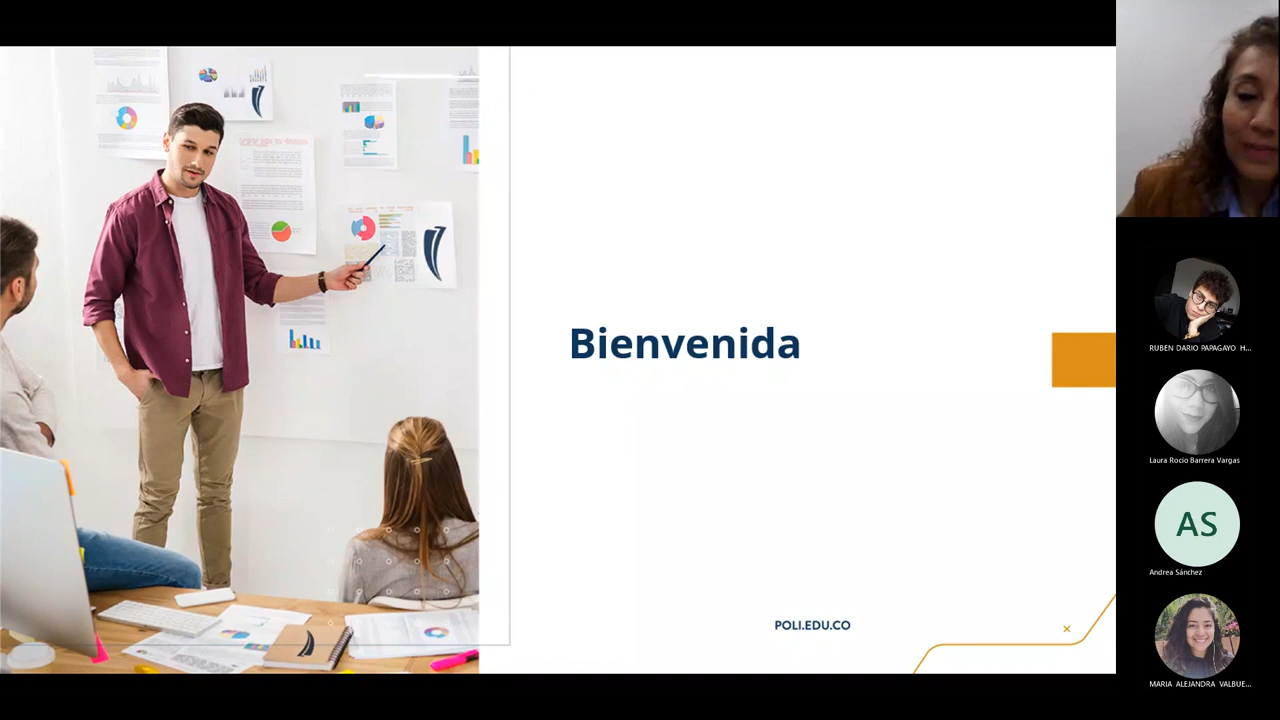 Bienvenida
POLI.EDU.CO
RUBEN DARIO PAPAGAYO H...
Laura Rocio Barrera Vargas
AS
Andrea Sánchez
MARIA ALEJANDRA VALBUE...